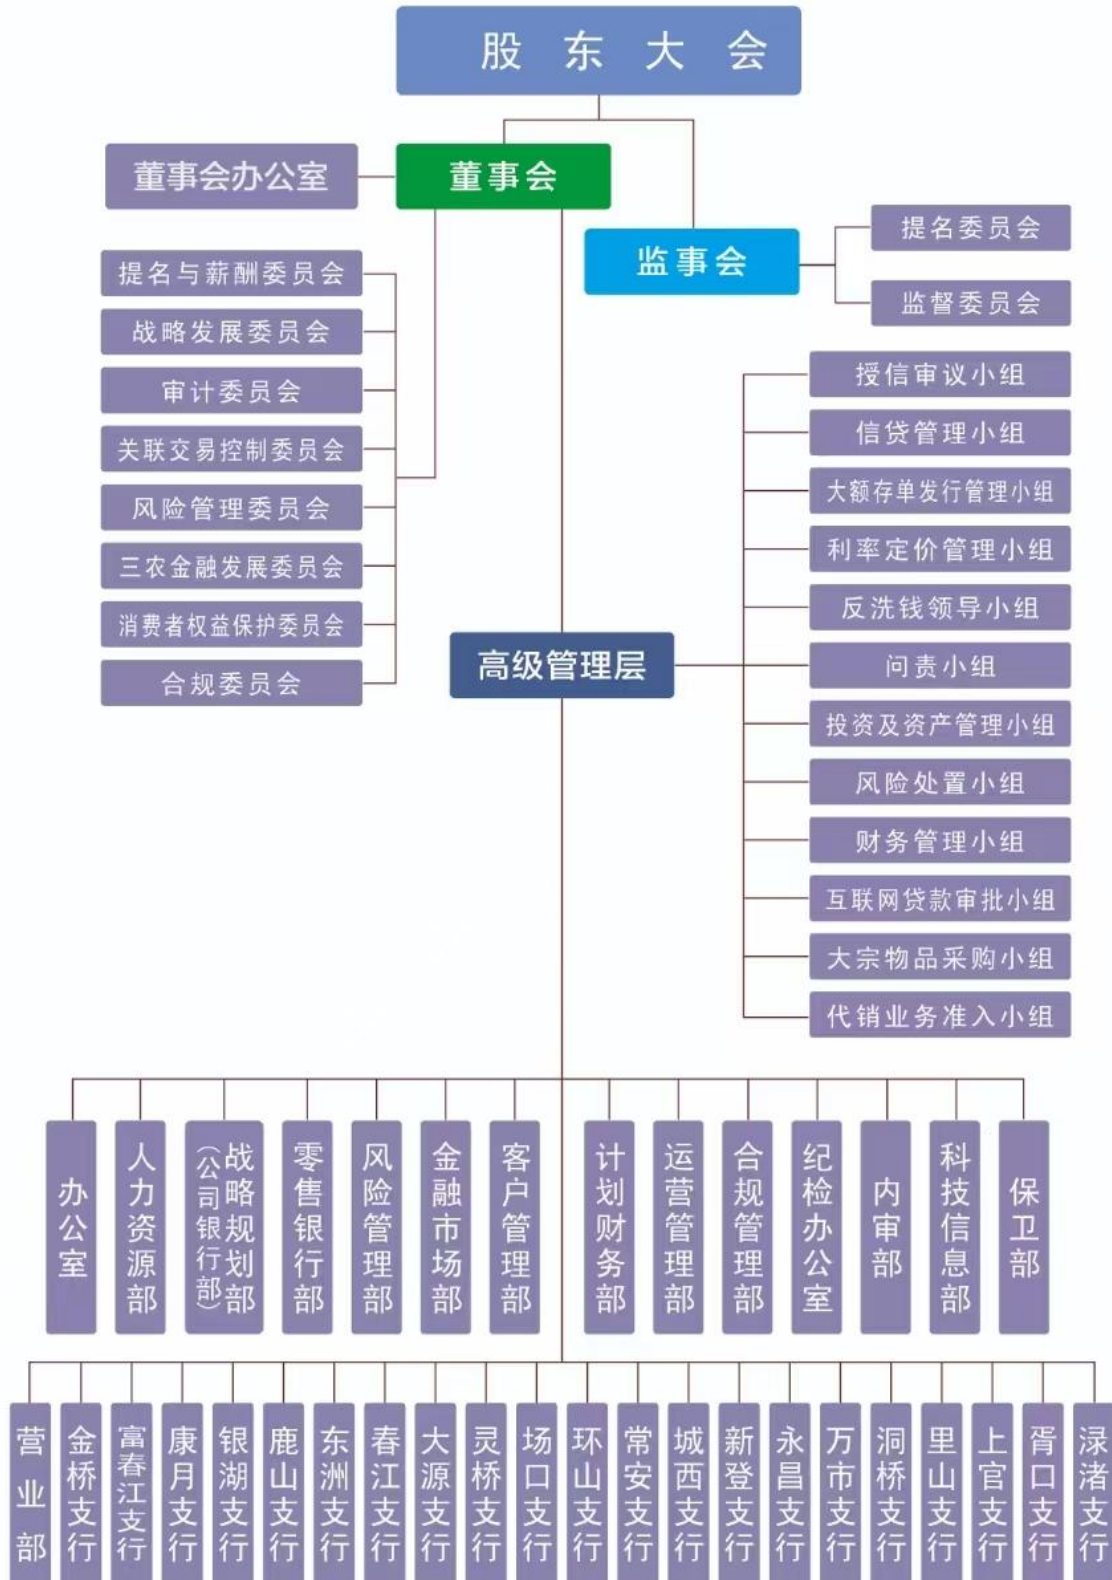 股东大会
董事会办公室
董事会
监事会
提名委员会
监督委员会
提名与薪酬委员会
战略发展委员会
审计委员会
关联交易控制委员会
风险管理委员会
三农金融发展委员会
消费者权益保护委员会
合规委员会
高级管理层
授信审议小组
信贷管理小组
大额存单发行管理小组
利率定价管理小组
反洗钱领导小组
问责小组
投资及资产管理小组
风险处置小组
财务管理小组
互联网贷款审批小组
大宗物品采购小组
代销业务准入小组
办公室
人力资源部
战略规划部
(公司银行部)
零售银行部
风险管理部
金融市场部
客户管理部
计划财务部
运营管理部
合规管理部
纪检办公室
内审部
科技信息部
保卫部
营业部
金桥支行
富春江支行
康月支行
银湖支行
鹿山支行
东洲支行
春江支行
大源支行
灵桥支行
场口支行
环山支行
常安支行
城西支行
新登支行
永昌支行
万市支行
洞桥支行
里山支行
上官支行
胥口支行
渌渚支行